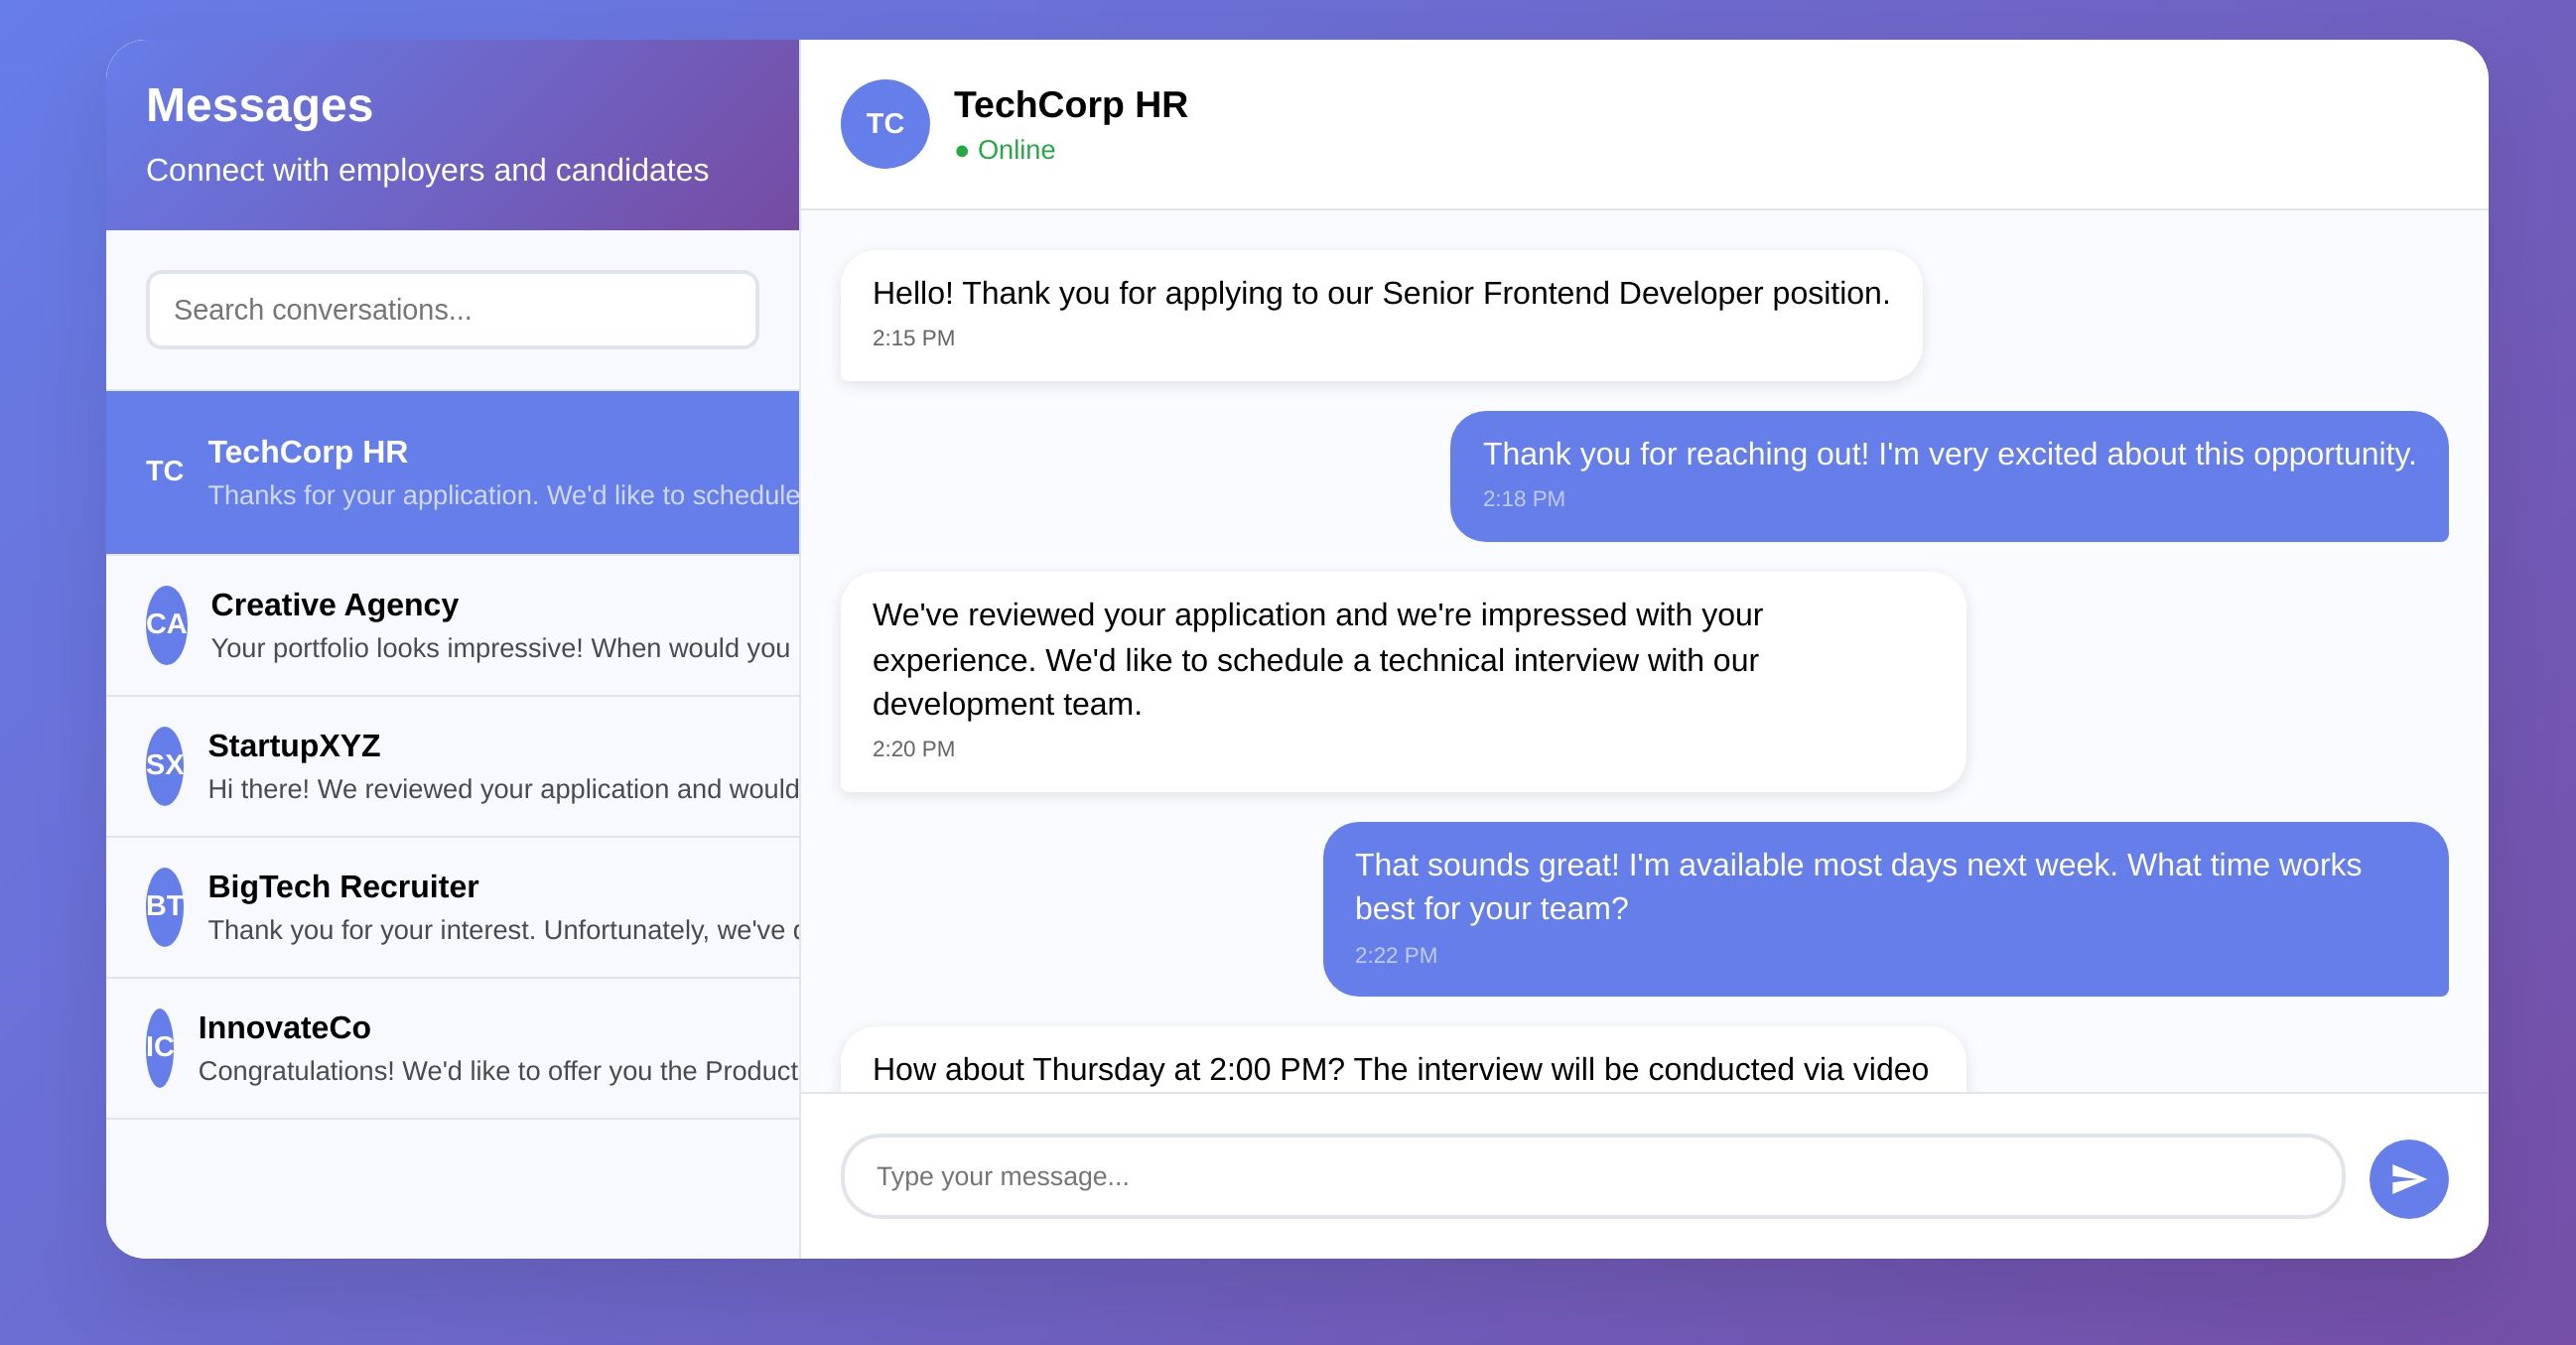 Messages
Connect with employers and candidates
Search conversations...
TC
TechCorp HR
Thanks for your application. We'd like to schedule
CA
Creative Agency
Your portfolio looks impressive! When would you
SX
StartupXYZ
Hi there! We reviewed your application and would
BT
BigTech Recruiter
Thank you for your interest. Unfortunately, we've
IC
InnovateCo
Congratulations! We'd like to offer you the Product
TC
TechCorp HR
● Online
Hello! Thank you for applying to our Senior Frontend Developer position.
2:15 PM
Thank you for reaching out! I'm very excited about this opportunity.
2:18 PM
We've reviewed your application and we're impressed with your
experience. We'd like to schedule a technical interview with our
development team.
2:20 PM
That sounds great! I'm available most days next week. What time works
best for your team?
2:22 PM
How about Thursday at 2:00 PM? The interview will be conducted via video
Type your message...